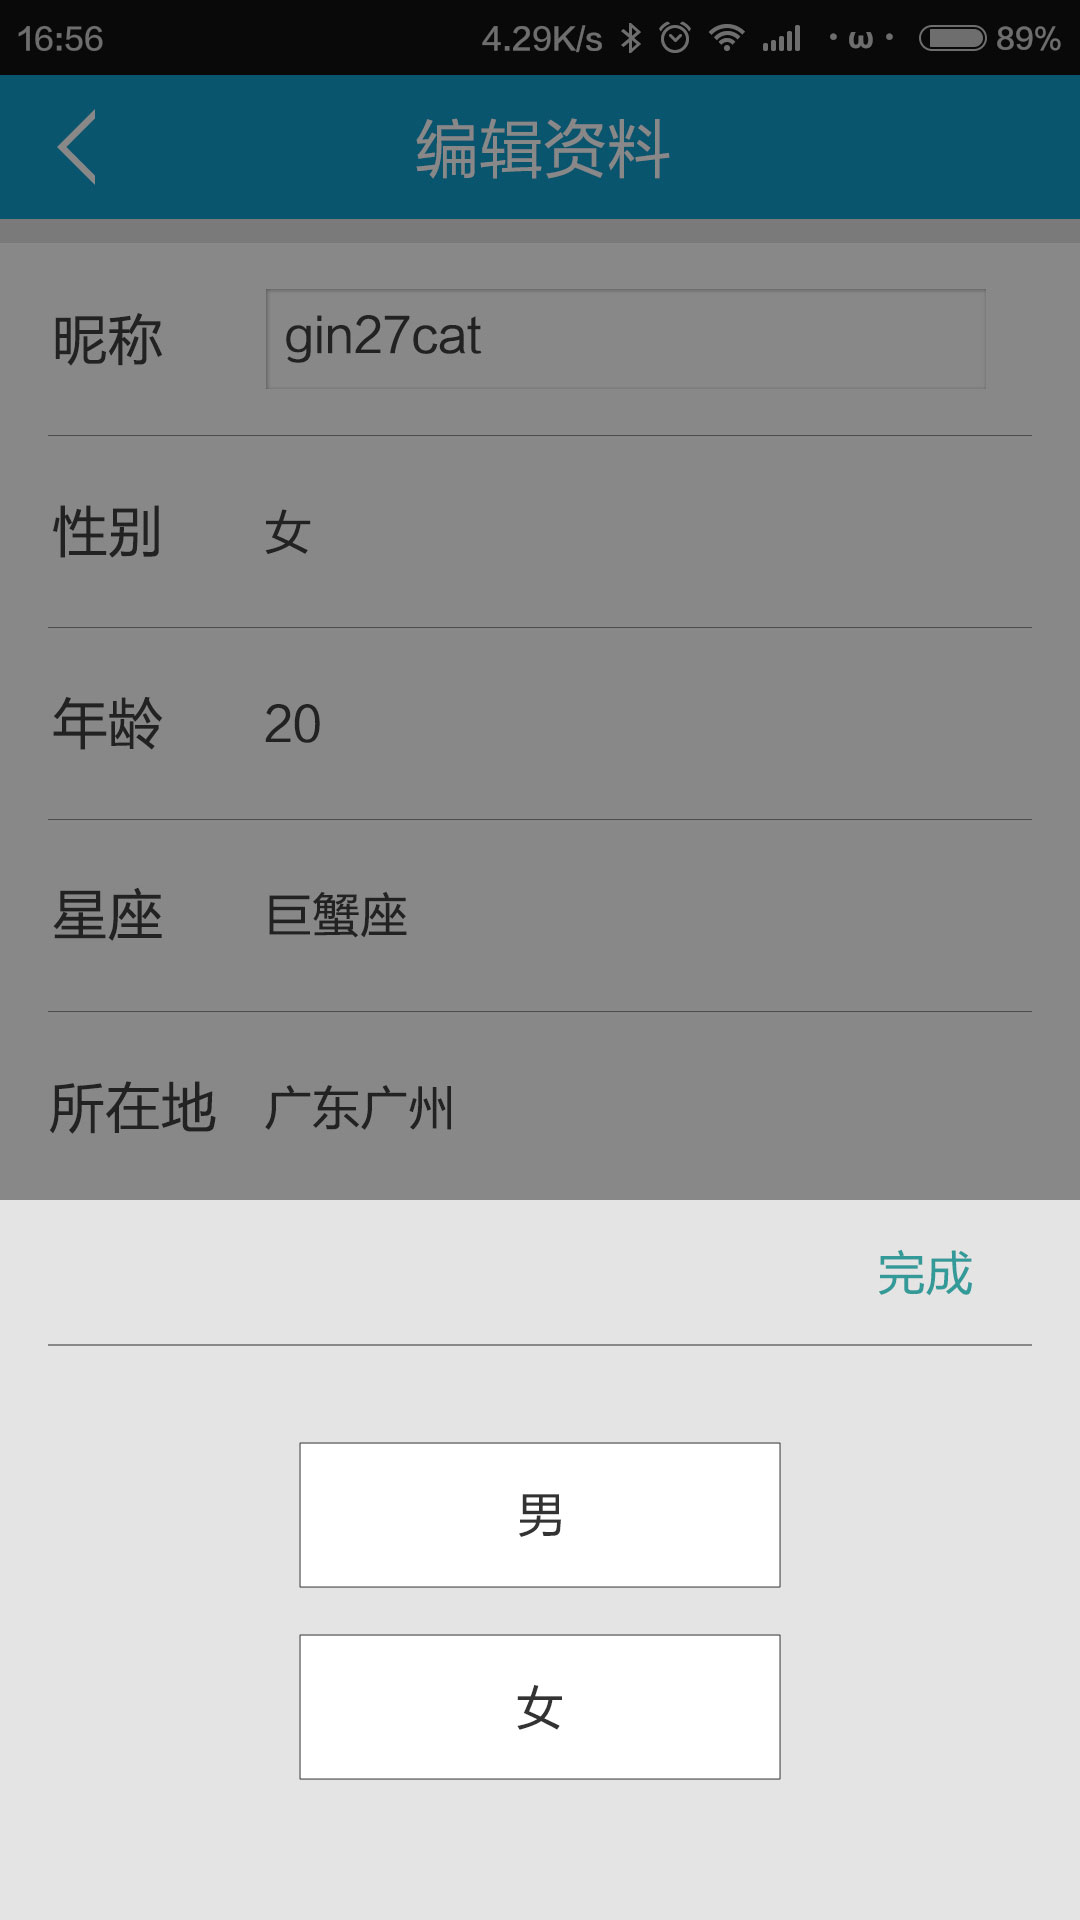 16:56 4.29K/s ·ω· 89%
编辑资料
昵称 gin27cat
性别 女
年龄 20
星座 巨蟹座
所在地 广东广州
完成
男
女